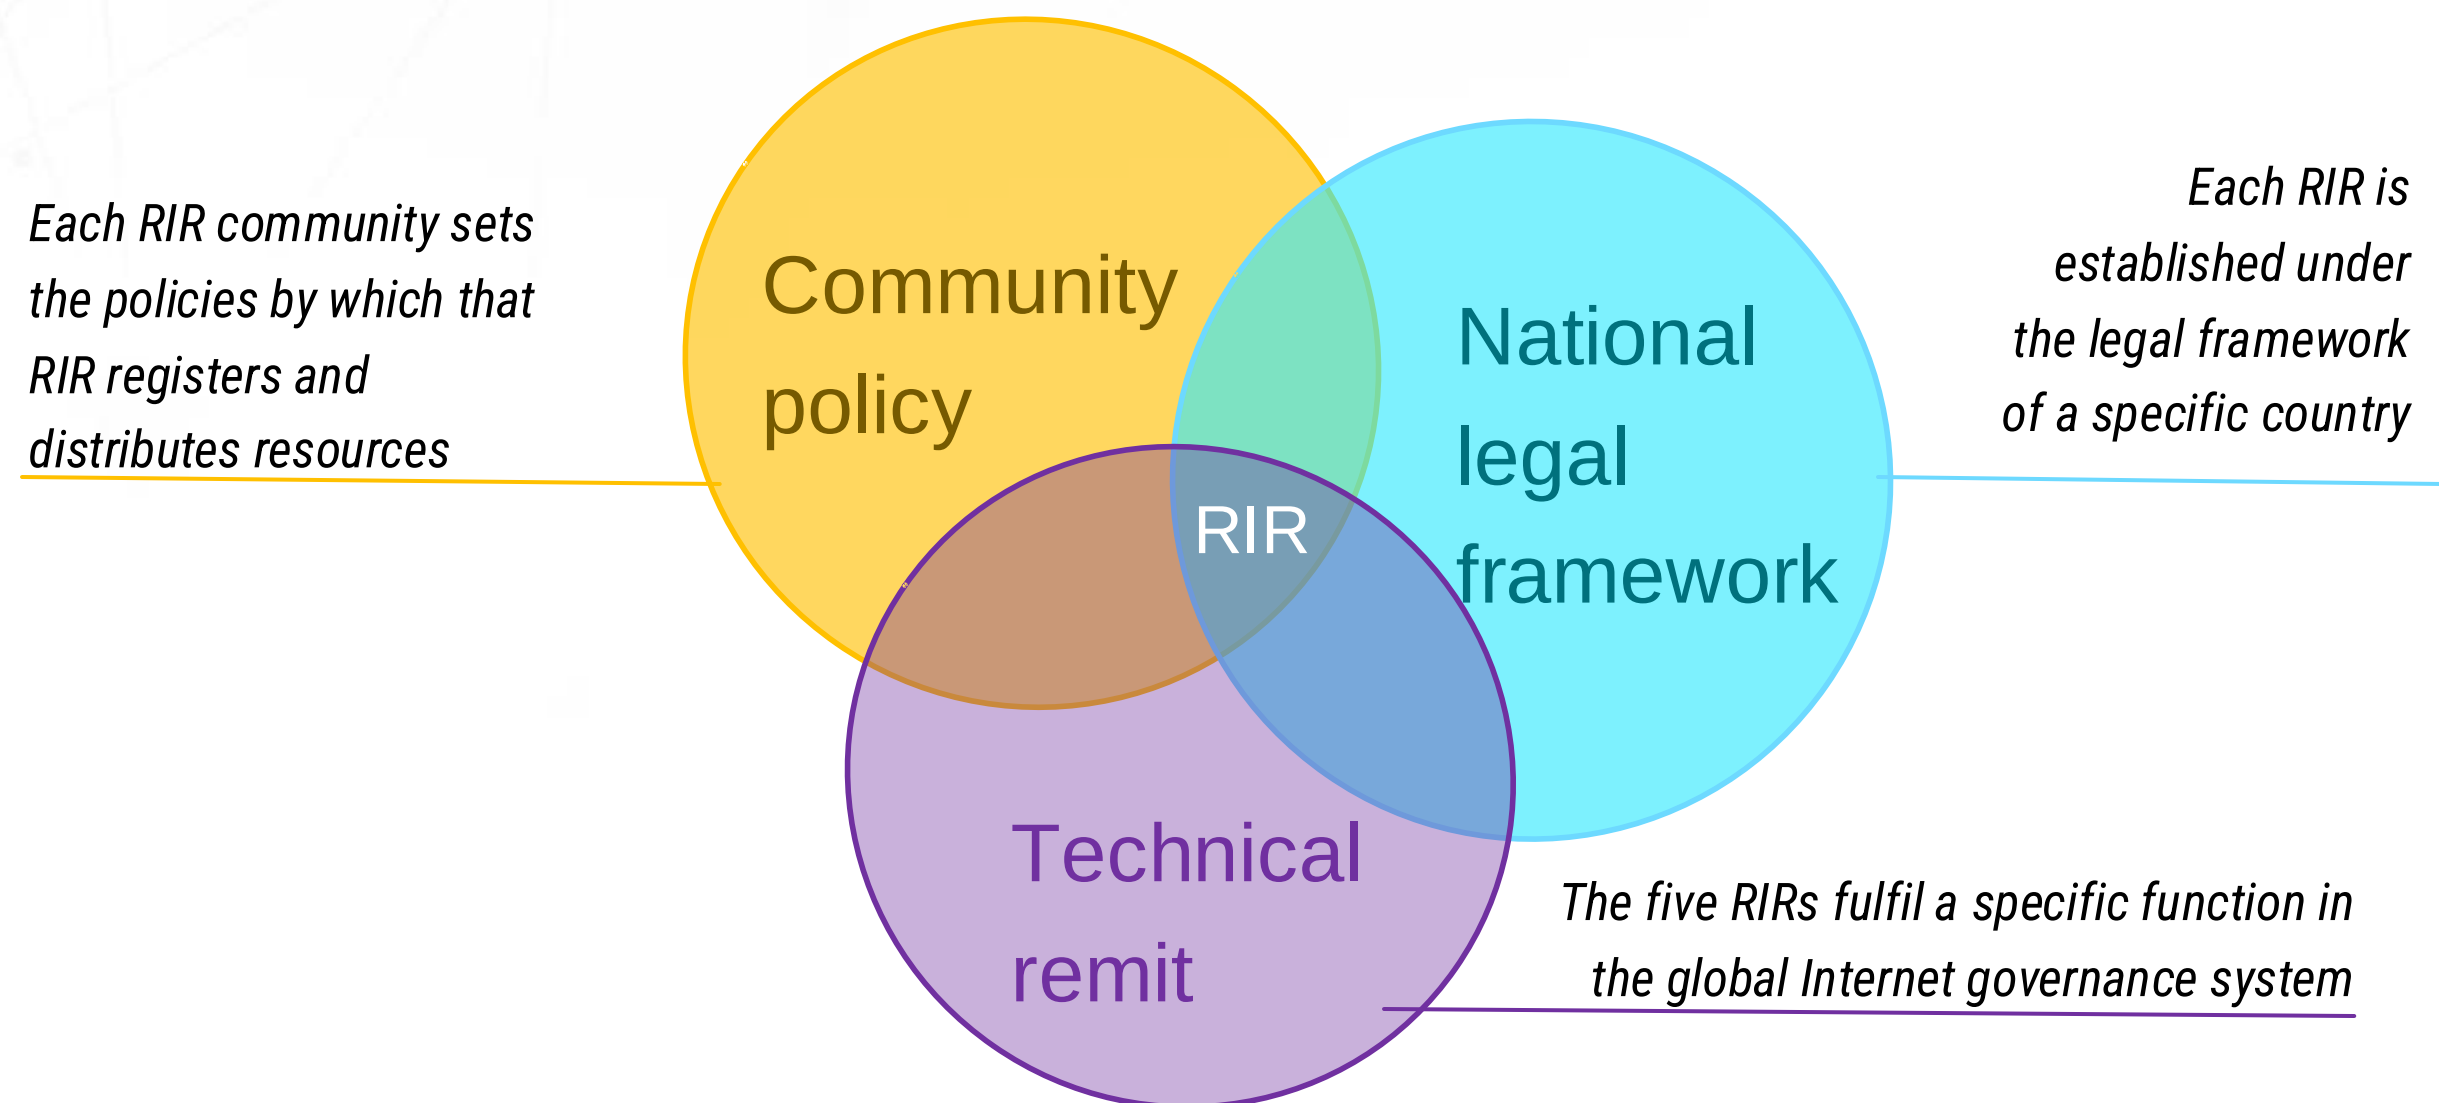 Each RIR community sets
the policies by which that
RIR registers and
distributes resources
Community
policy
National
legal
framework
Each RIR is
established under
the legal framework
of a specific country
RIR
Technical
remit
The five RIRs fulfil a specific function in
the global Internet governance system